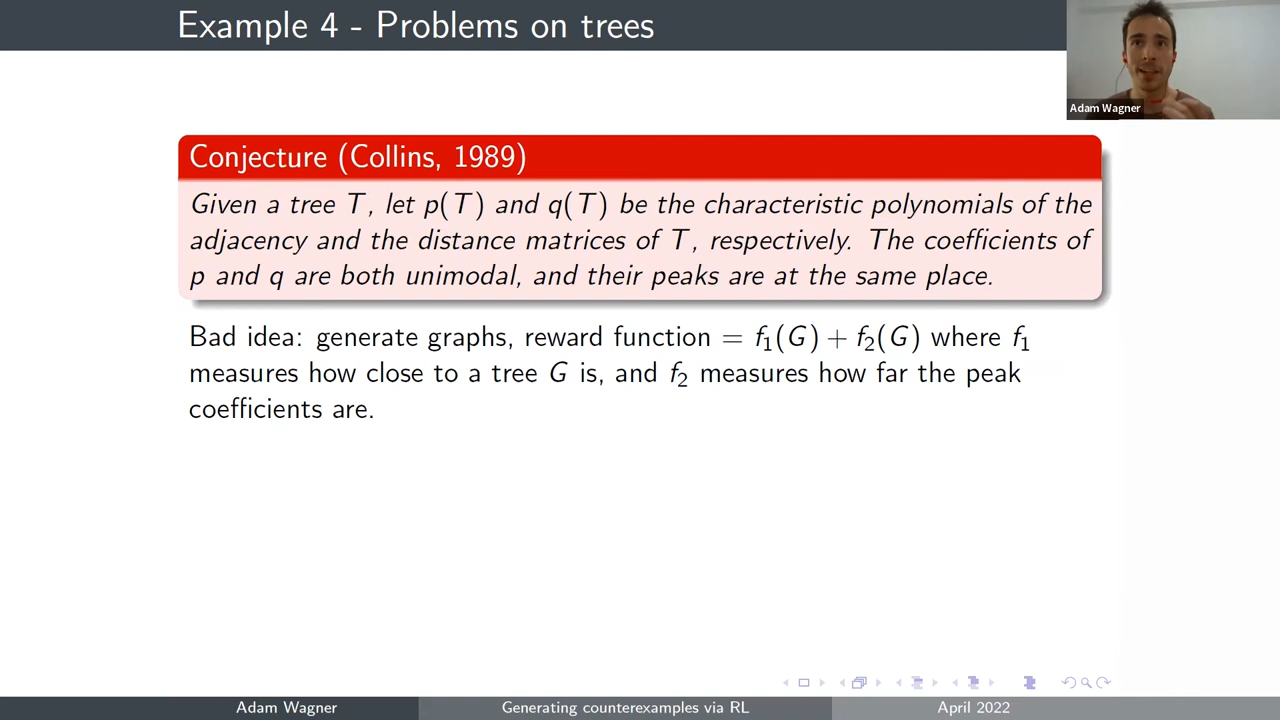 Example 4 - Problems on trees
Adam Wagner
Conjecture (Collins, 1989)
Given a tree T, let p(T) and q(T) be the characteristic polynomials of the
adjacency and the distance matrices of T, respectively. The coefficients of
p and q are both unimodal, and their peaks are at the same place.
Bad idea: generate graphs, reward function = f₁(G) + f₂(G) where f₁
measures how close to a tree G is, and f₂ measures how far the peak
coefficients are.
Adam Wagner
Generating counterexamples via RL
April 2022